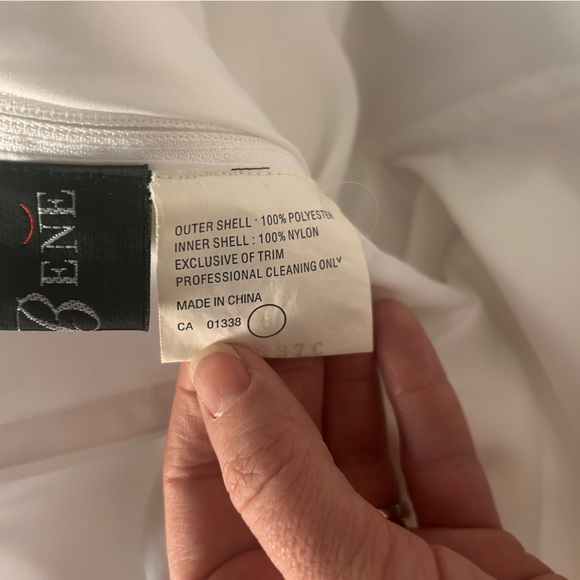 BENE
OUTER SHELL : 100% POLYESTER
INNER SHELL : 100% NYLON
EXCLUSIVE OF TRIM
PROFESSIONAL CLEANING ONLY
MADE IN CHINA
CA 01338